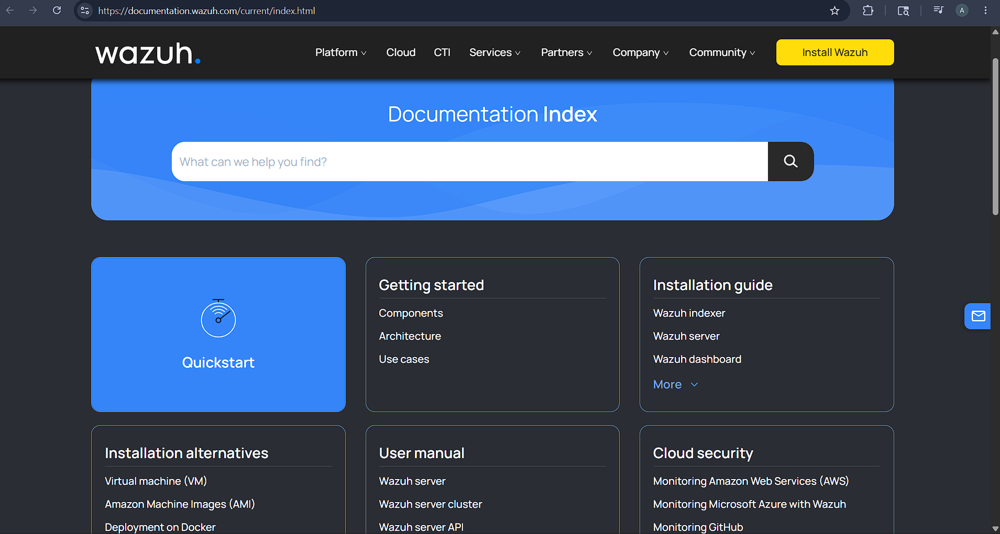 https://documentation.wazuh.com/current/index.html
A
wazuh.
Platform
Cloud
CTI
Services
Partners
Company
Community
Install Wazuh
Documentation Index
What can we help you find?
Quickstart
Getting started
Components
Architecture
Use cases
Installation guide
Wazuh indexer
Wazuh server
Wazuh dashboard
More
Installation alternatives
Virtual machine (VM)
Amazon Machine Images (AMI)
Deployment on Docker
User manual
Wazuh server
Wazuh server cluster
Wazuh server API
Cloud security
Monitoring Amazon Web Services (AWS)
Monitoring Microsoft Azure with Wazuh
Monitoring GitHub